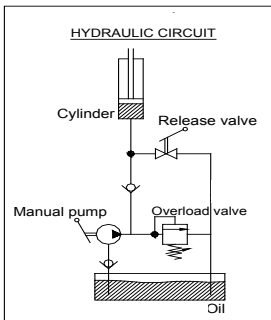 HYDRAULIC CIRCUIT
Cylinder
Release valve
Manual pump
Overload valve
Oil